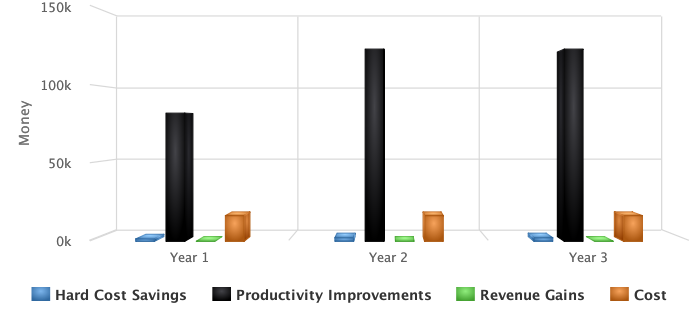 150k
100k
50k
0k
Money
Year 1 Year 2 Year 3
Hard Cost Savings Productivity Improvements Revenue Gains Cost